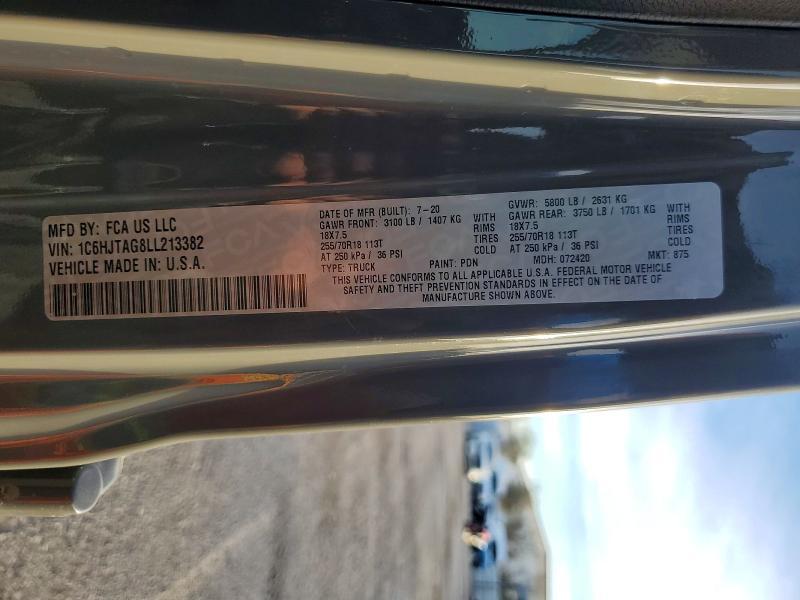 MFD BY: FCA US LLC
VIN: 1C6HJTAG8LL213382
VEHICLE MADE IN: U.S.A.
DATE OF MFR (BUILT): 7-20
GAWR FRONT: 3100 LB / 1407 KG WITH
18X7.5 RIMS
255/70R18 113T TIRES
AT 250 kPa / 36 PSI COLD
TYPE: TRUCK PAINT: PDN
GVWR: 5800 LB / 2631 KG
GAWR REAR: 3750 LB / 1701 KG WITH
18X7.5 RIMS
255/70R18 113T TIRES
AT 250 kPa / 36 PSI COLD
MDH: 072420 MKT: 875
THIS VEHICLE CONFORMS TO ALL APPLICABLE U.S.A. FEDERAL MOTOR VEHICLE
SAFETY AND THEFT PREVENTION STANDARDS IN EFFECT ON THE DATE OF
MANUFACTURE SHOWN ABOVE.